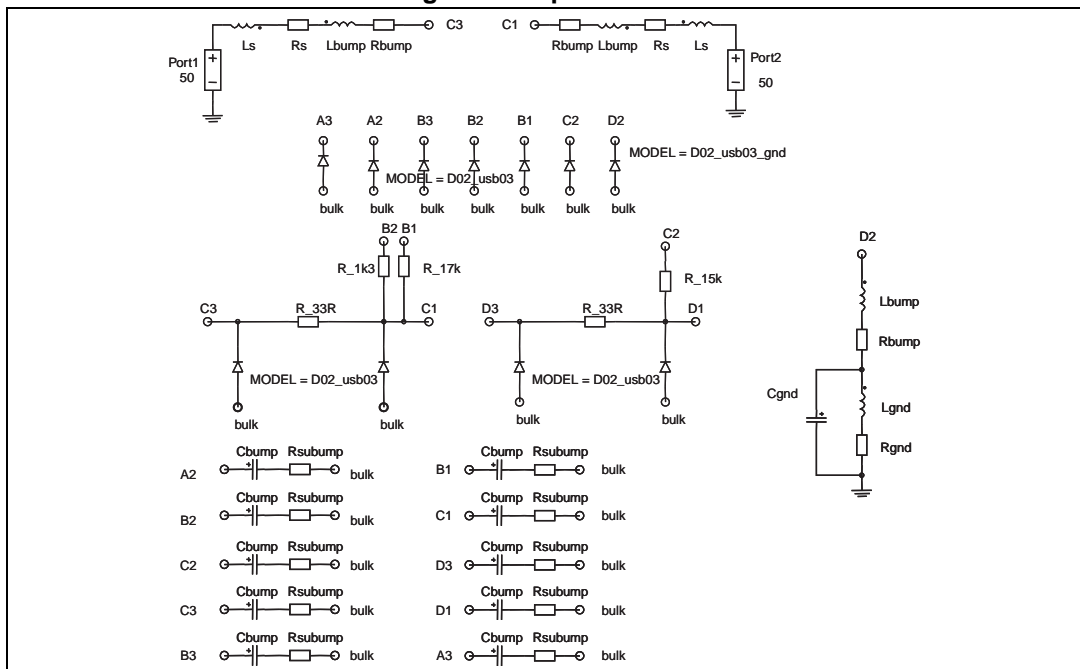 Ls Rs Lbump Rbump C3 C1 Rbump Lbump Rs Ls
Port1
50
Port2
50
A3 A2 B3 B2 B1 C2 D2
MODEL = D02_usb03_gnd
MODEL = D02_usb03
bulk bulk bulk bulk bulk bulk bulk
B2 B1
R_1k3 R_17k
C3 R_33R C1
MODEL = D02_usb03
bulk bulk
C2
R_15k
D3 R_33R D1
MODEL = D02_usb03
bulk bulk
D2
Lbump
Rbump
Cgnd
Lgnd
Rgnd
Cbump Rsubump
A2 bulk
Cbump Rsubump
B2 bulk
Cbump Rsubump
C2 bulk
Cbump Rsubump
C3 bulk
Cbump Rsubump
B3 bulk
Cbump Rsubump
B1 bulk
Cbump Rsubump
C1 bulk
Cbump Rsubump
D3 bulk
Cbump Rsubump
D1 bulk
Cbump Rsubump
A3 bulk